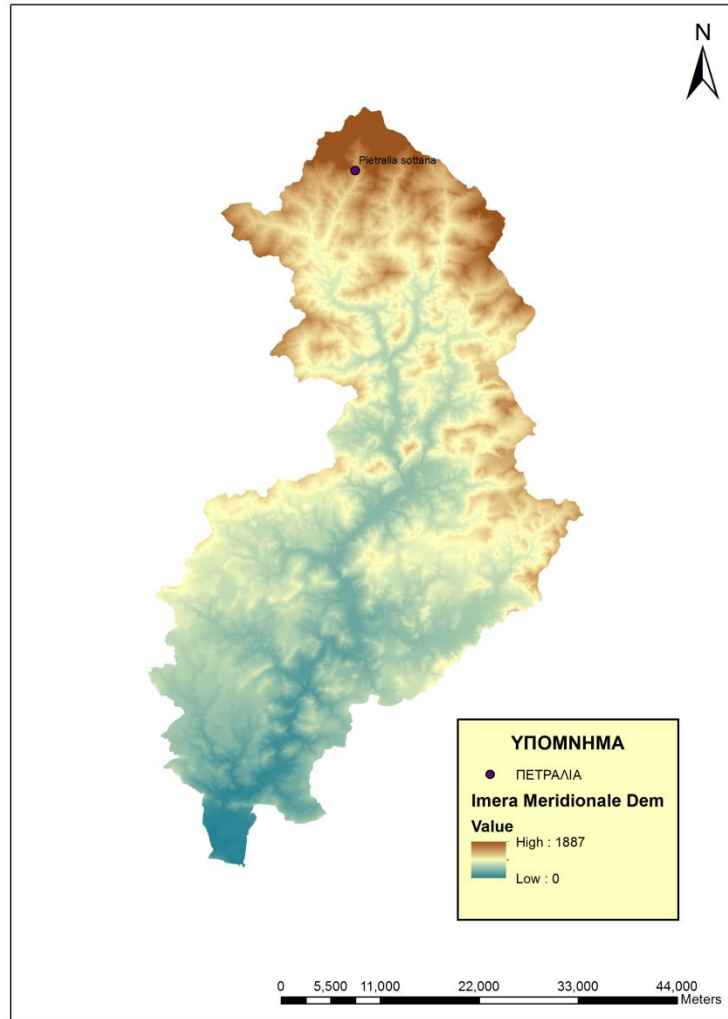 N
Pietralia sottana
ΥΠΟΜΝΗΜΑ
ΠΕΤΡΑΛΙΑ
Imera Meridionale Dem
Value
High : 1887
Low : 0
0 5,500 11,000 22,000 33,000 44,000
Meters